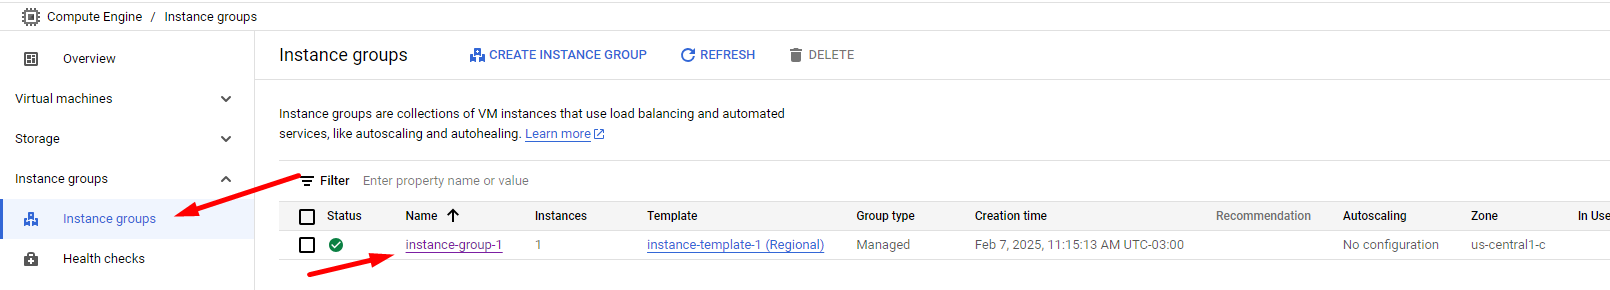 Compute Engine / Instance groups
Overview
Virtual machines
Storage
Instance groups
Instance groups
Health checks
Instance groups CREATE INSTANCE GROUP REFRESH DELETE
Instance groups are collections of VM instances that use load balancing and automated
services, like autoscaling and autohealing. Learn more
Filter Enter property name or value
Status Name Instances Template Group type Creation time Recommendation Autoscaling Zone In Use
instance-group-1 1 instance-template-1 (Regional) Managed Feb 7, 2025, 11:15:13 AM UTC-03:00 No configuration us-central1-c